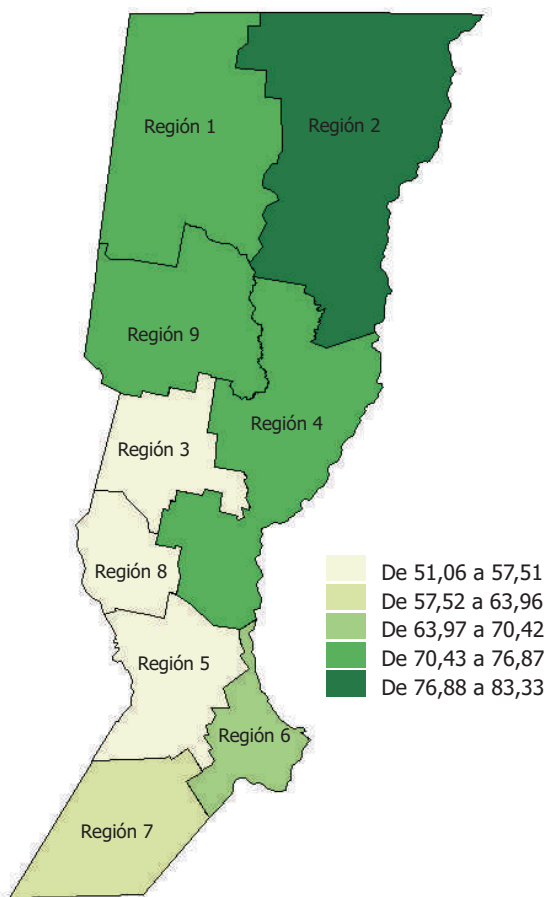 Región 1
Región 2
Región 9
Región 4
Región 3
Región 8
Región 5
Región 6
Región 7
De 51,06 a 57,51
De 57,52 a 63,96
De 63,97 a 70,42
De 70,43 a 76,87
De 76,88 a 83,33